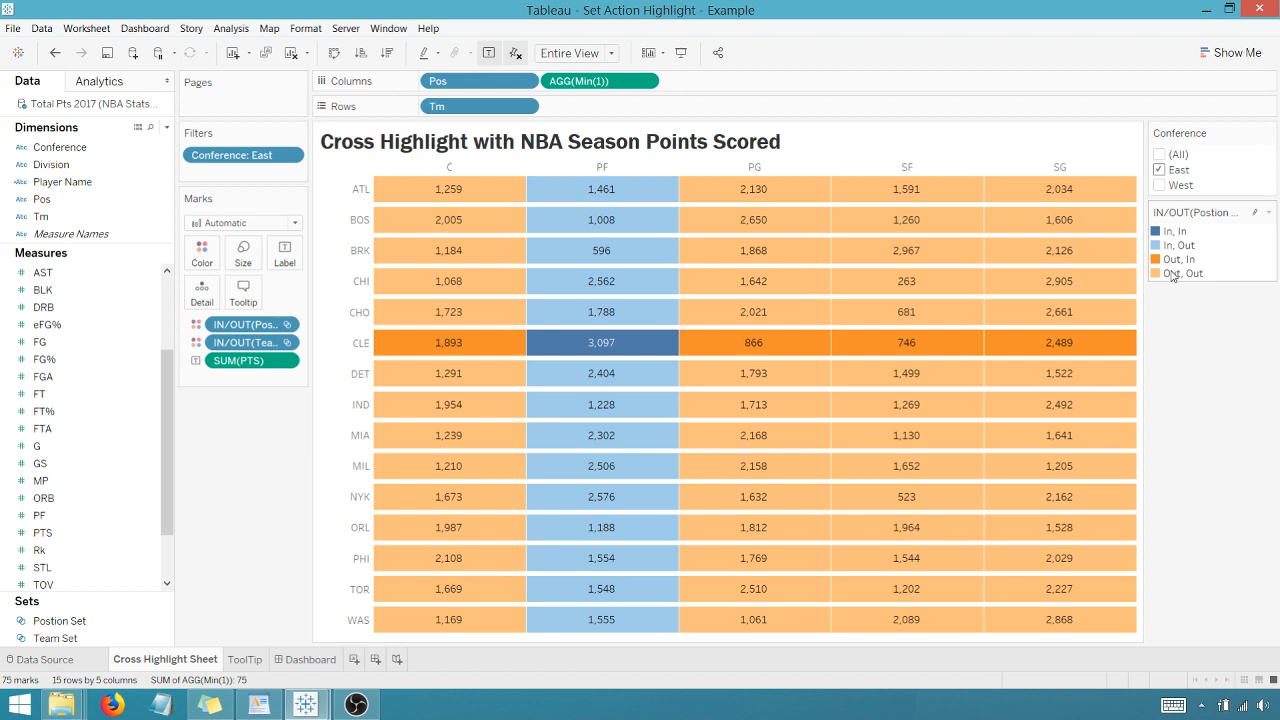 Tableau - Set Action Highlight - Example
File Data Worksheet Dashboard Story Analysis Map Format Server Window Help
Entire View
Show Me
Data Analytics
Total Pts 2017 (NBA Stats...
Dimensions
Abc Conference
Abc Division
Abc Player Name
Abc Pos
Abc Tm
Abc Measure Names
Measures
# AST
# BLK
# DRB
# eFG%
# FG
# FG%
# FGA
# FT
# FT%
# FTA
# G
# GS
# MP
# ORB
# PF
# PTS
# Rk
# STL
# TOV
Sets
Postion Set
Team Set
Pages
Filters
Conference: East
Marks
Automatic
Color Size Label
Detail Tooltip
IN/OUT(Pos..
IN/OUT(Tea..
SUM(PTS)
Columns Pos AGG(Min(1))
Rows Tm
Cross Highlight with NBA Season Points Scored
C PF PG SF SG
ATL 1,259 1,461 2,130 1,591 2,034
BOS 2,005 1,008 2,650 1,260 1,606
BRK 1,184 596 1,868 2,967 2,126
CHI 1,068 2,562 1,642 263 2,905
CHO 1,723 1,788 2,021 681 2,661
CLE 1,893 3,097 866 746 2,489
DET 1,291 2,404 1,793 1,499 1,522
IND 1,954 1,228 1,713 1,269 2,492
MIA 1,239 2,302 2,168 1,130 1,641
MIL 1,210 2,506 2,158 1,652 1,205
NYK 1,673 2,576 1,632 523 2,162
ORL 1,987 1,188 1,812 1,964 1,528
PHI 2,108 1,554 1,769 1,544 2,029
TOR 1,669 1,548 2,510 1,202 2,227
WAS 1,169 1,555 1,061 2,089 2,868
Conference
(All)
East
West
IN/OUT(Postion ...
In, In
In, Out
Out, In
Out, Out
Data Source Cross Highlight Sheet ToolTip Dashboard
75 marks 15 rows by 5 columns SUM of AGG(Min(1)): 75